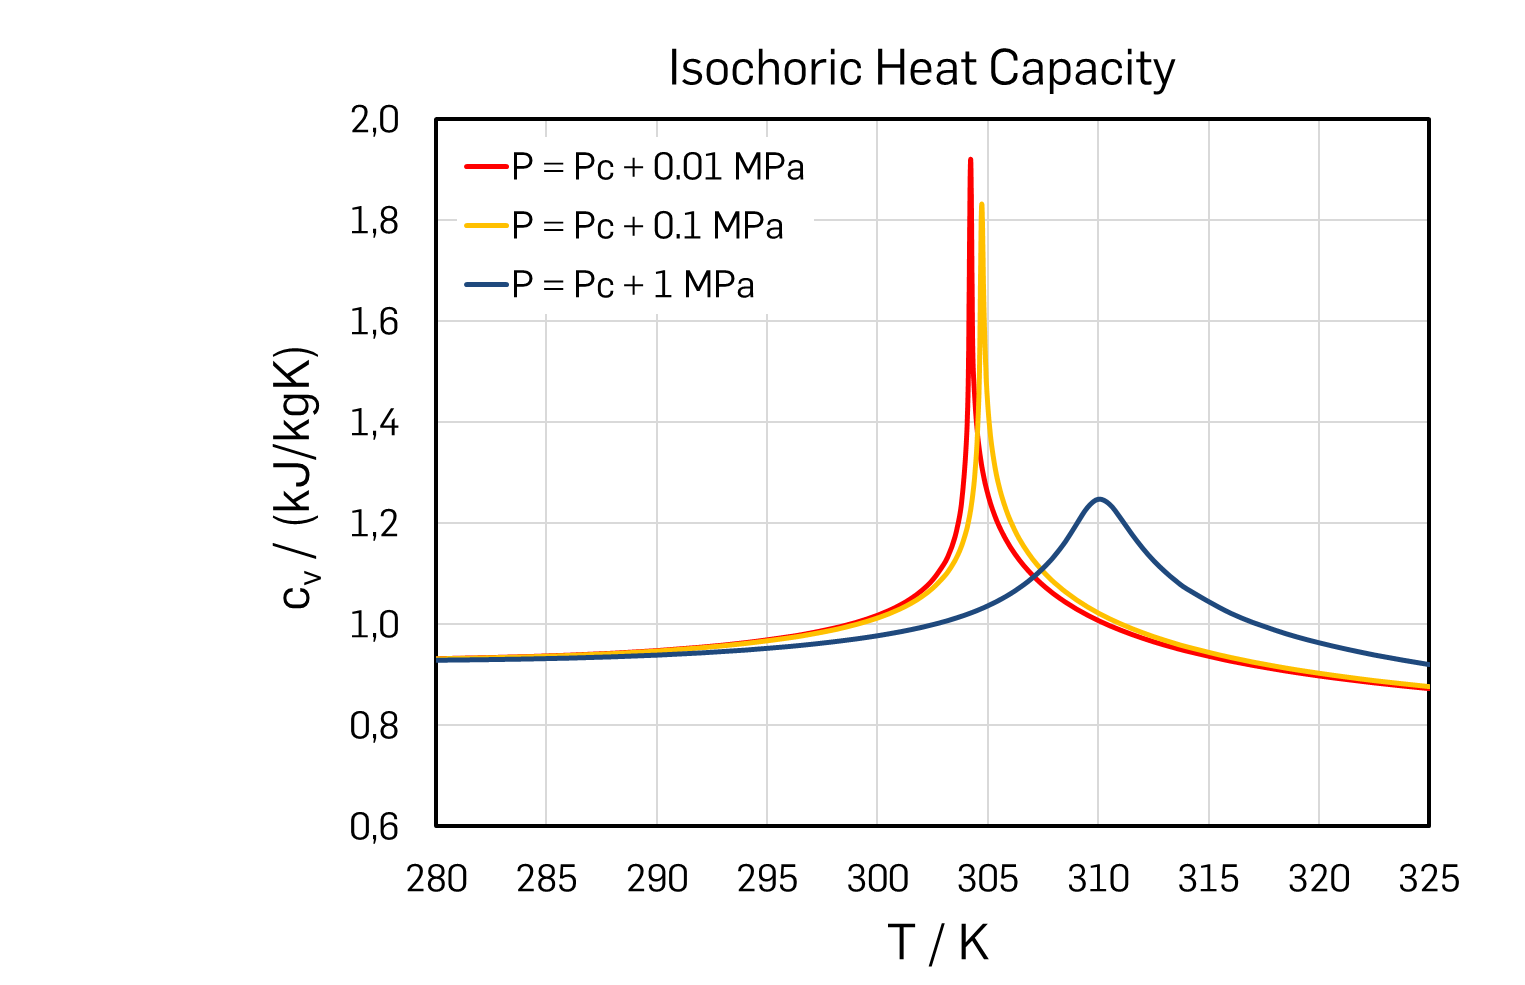 Isochoric Heat Capacity
P = Pc + 0.01 MPa
P = Pc + 0.1 MPa
P = Pc + 1 MPa
2,0
1,8
1,6
1,4
1,2
1,0
0,8
0,6
cᵥ / (kJ/kgK)
280 285 290 295 300 305 310 315 320 325
T / K